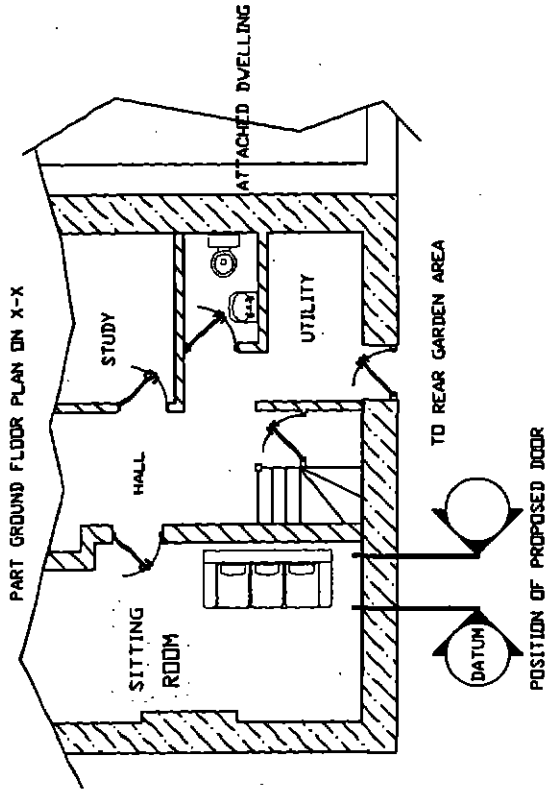 PART GROUND FLOOR PLAN ON X-X
STUDY
ATTACHED DWELLING
HALL
UTILITY
SITTING
ROOM
TO REAR GARDEN AREA
DATUM
POSITION OF PROPOSED DOOR